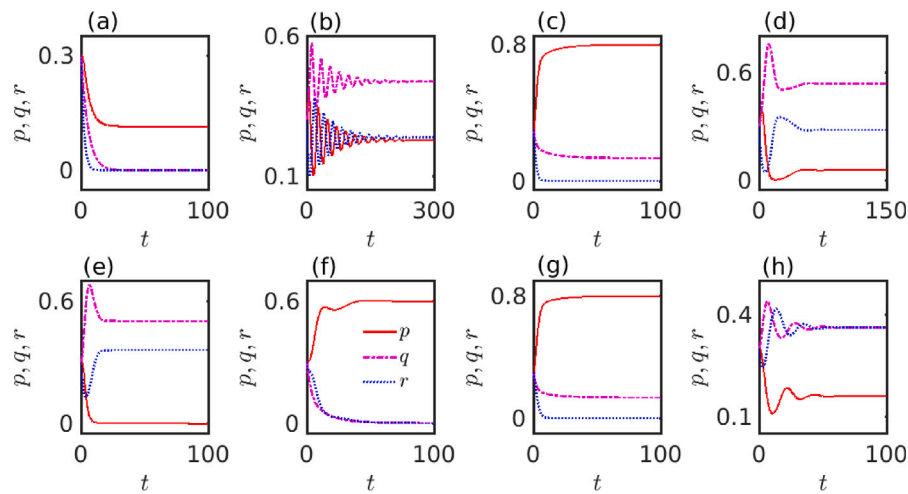 (a) (b) (c) (d)
p, q, r 0.3 0 0 100 t
0.6 0.1 0 300 t
p, q, r 0.8 0 0 100 t
p, q, r 0.6 0 0 150 t
(e) (f) (g) (h)
p, q, r 0.6 0 0 100 t
p, q, r 0.6 0 0 100 t
p
q
r
p, q, r 0.8 0 0 100 t
p, q, r 0.4 0.1 0 100 t